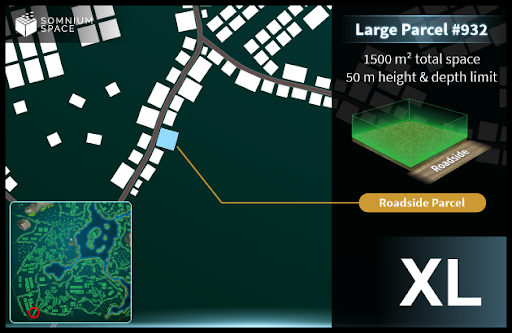 SOMNIUM
SPACE
Large Parcel #932
1500 m² total space
50 m height & depth limit
Roadside
Roadside Parcel
XL